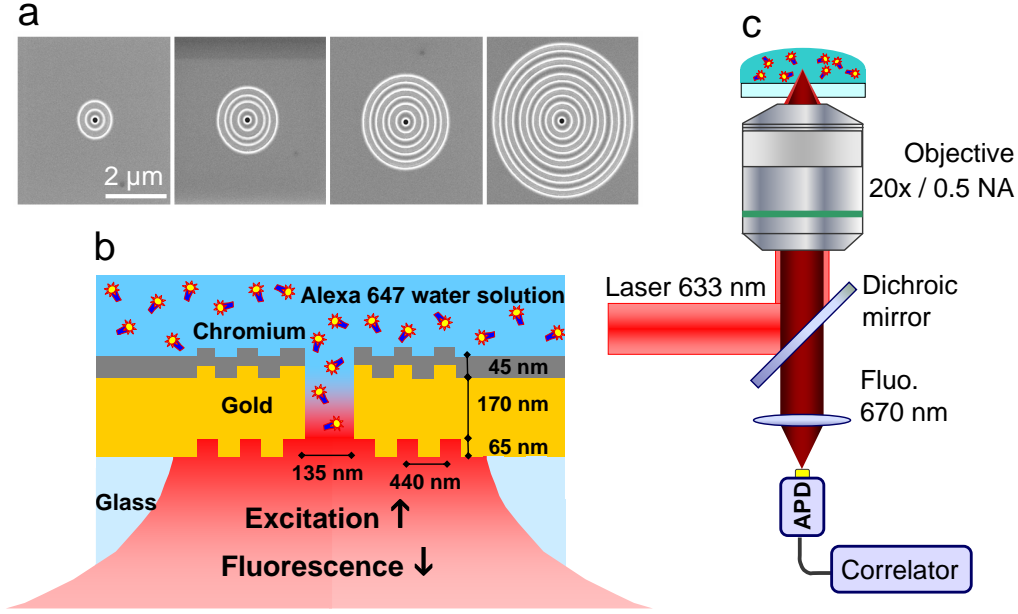 a
2 µm
b
Alexa 647 water solution
Chromium
45 nm
Gold
170 nm
65 nm
135 nm
440 nm
Glass
Excitation ↑
Fluorescence ↓
c
Objective
20x / 0.5 NA
Laser 633 nm
Dichroic
mirror
Fluo.
670 nm
APD
Correlator